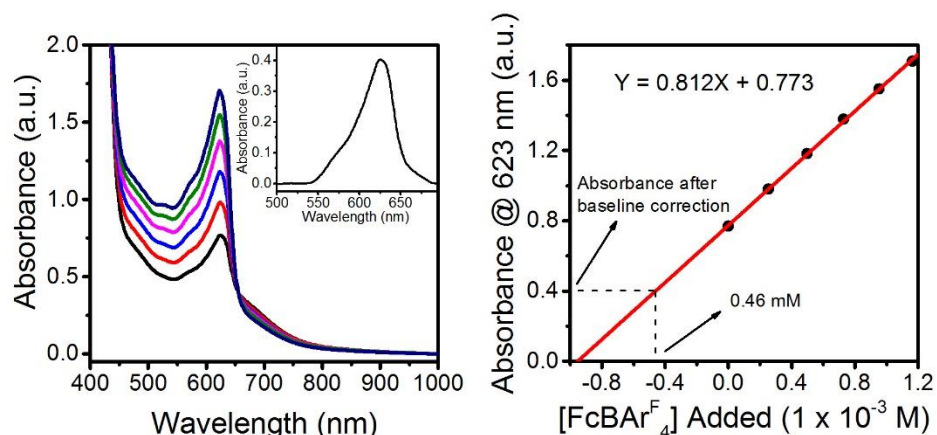 2.0
1.5
1.0
0.5
0.0
400 500 600 700 800 900 1000
Absorbance (a.u.)
Wavelength (nm)
0.4
0.3
0.2
0.1
0.0
500 550 600 650
Absorbance (a.u.)
Wavelength (nm)
Absorbance @ 623 nm (a.u.)
1.6
1.2
0.8
0.4
0.0
-0.8 -0.4 0.0 0.4 0.8 1.2
Y = 0.812X + 0.773
Absorbance after
baseline correction
0.46 mM
[FcBArF4] Added (1 x 10-3 M)